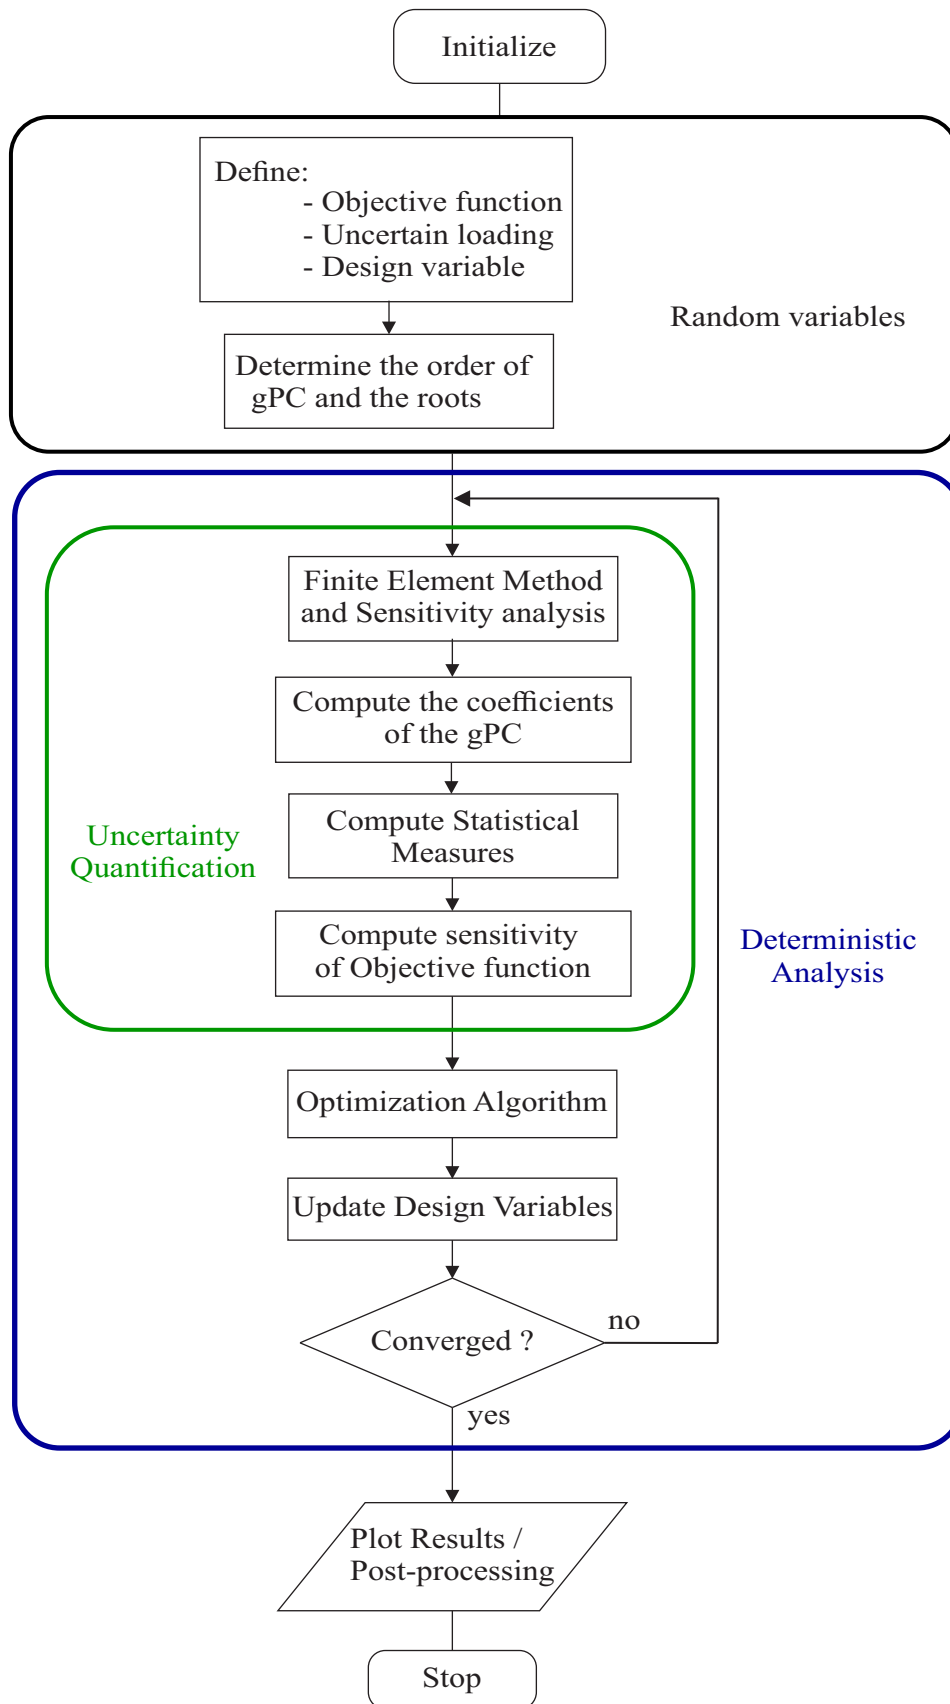 Initialize
Define:
- Objective function
- Uncertain loading
- Design variable
Random variables
Determine the order of
gPC and the roots
Finite Element Method
and Sensitivity analysis
Compute the coefficients
of the gPC
Compute Statistical
Measures
Uncertainty
Quantification
Compute sensitivity
of Objective function
Deterministic
Analysis
Optimization Algorithm
Update Design Variables
Converged ?
no
yes
Plot Results /
Post-processing
Stop